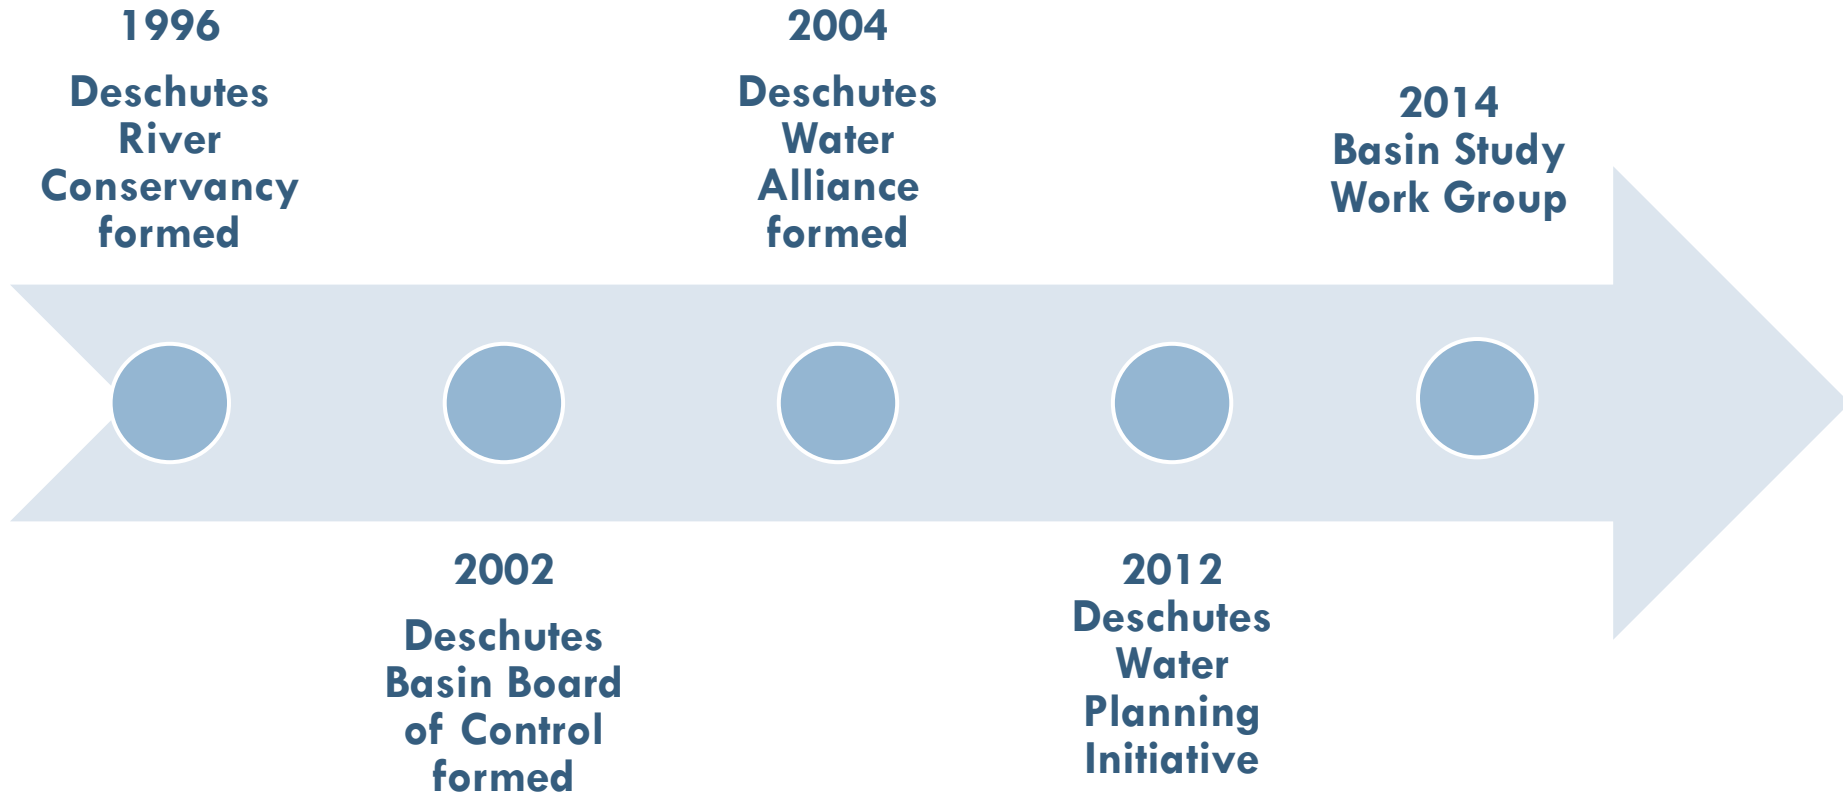 1996
Deschutes
River
Conservancy
formed
2002
Deschutes
Basin Board
of Control
formed
2004
Deschutes
Water
Alliance
formed
2012
Deschutes
Water
Planning
Initiative
2014
Basin Study
Work Group